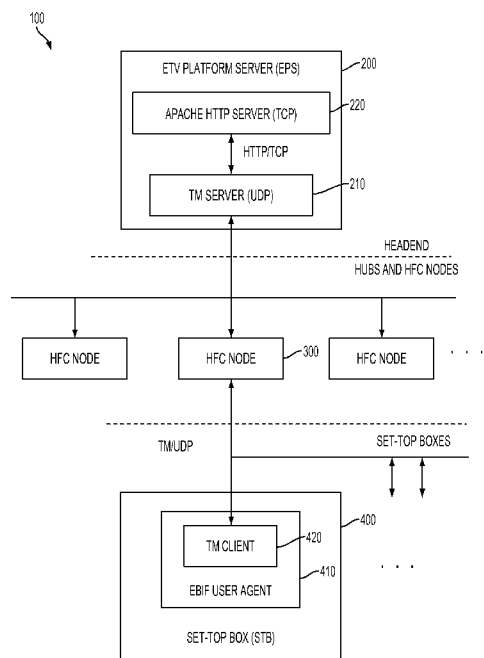 100
ETV PLATFORM SERVER (EPS)
200
APACHE HTTP SERVER (TCP)
220
HTTP/TCP
TM SERVER (UDP)
210
HEADEND
HUBS AND HFC NODES
HFC NODE
HFC NODE
300
HFC NODE
. . .
TM/UDP
SET-TOP BOXES
400
TM CLIENT
420
410
EBIF USER AGENT
. . .
SET-TOP BOX (STB)